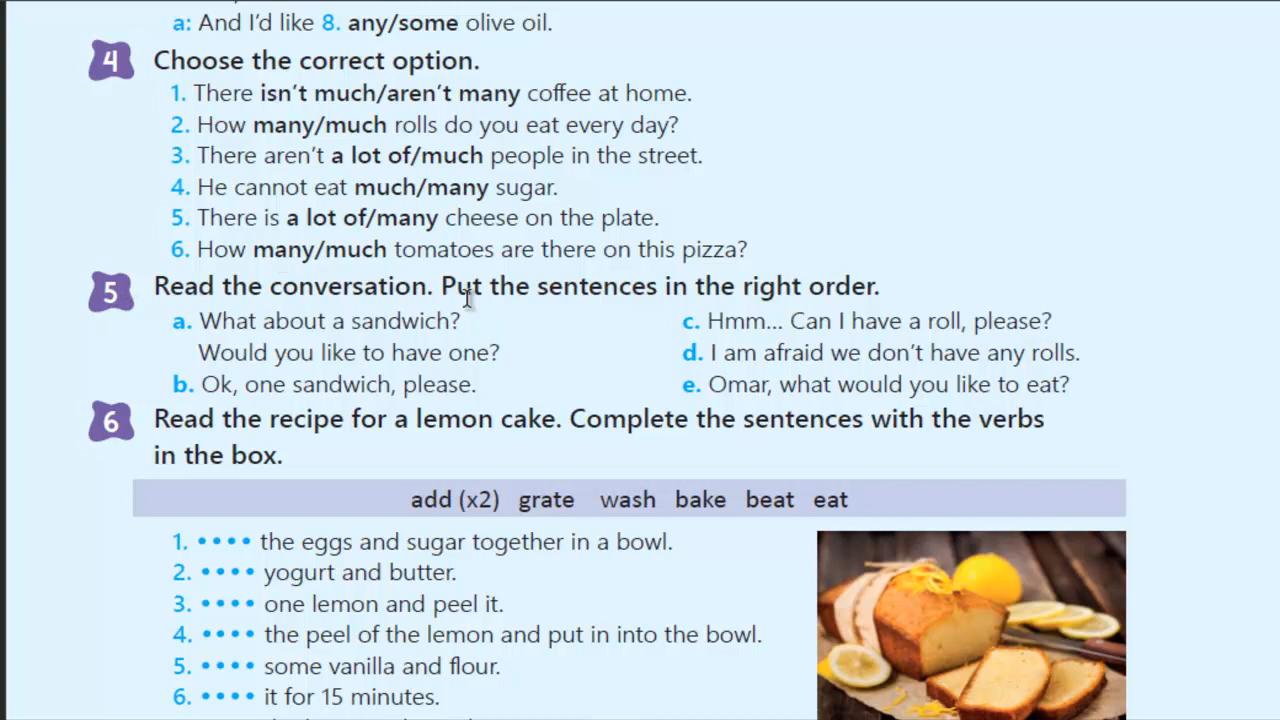 a: And I'd like 8. any/some olive oil.
4 Choose the correct option.
1. There isn't much/aren't many coffee at home.
2. How many/much rolls do you eat every day?
3. There aren't a lot of/much people in the street.
4. He cannot eat much/many sugar.
5. There is a lot of/many cheese on the plate.
6. How many/much tomatoes are there on this pizza?
5 Read the conversation. Put the sentences in the right order.
a. What about a sandwich?
Would you like to have one?
b. Ok, one sandwich, please.
c. Hmm... Can I have a roll, please?
d. I am afraid we don't have any rolls.
e. Omar, what would you like to eat?
6 Read the recipe for a lemon cake. Complete the sentences with the verbs
in the box.
add (x2) grate wash bake beat eat
1. •••• the eggs and sugar together in a bowl.
2. •••• yogurt and butter.
3. •••• one lemon and peel it.
4. •••• the peel of the lemon and put in into the bowl.
5. •••• some vanilla and flour.
6. •••• it for 15 minutes.